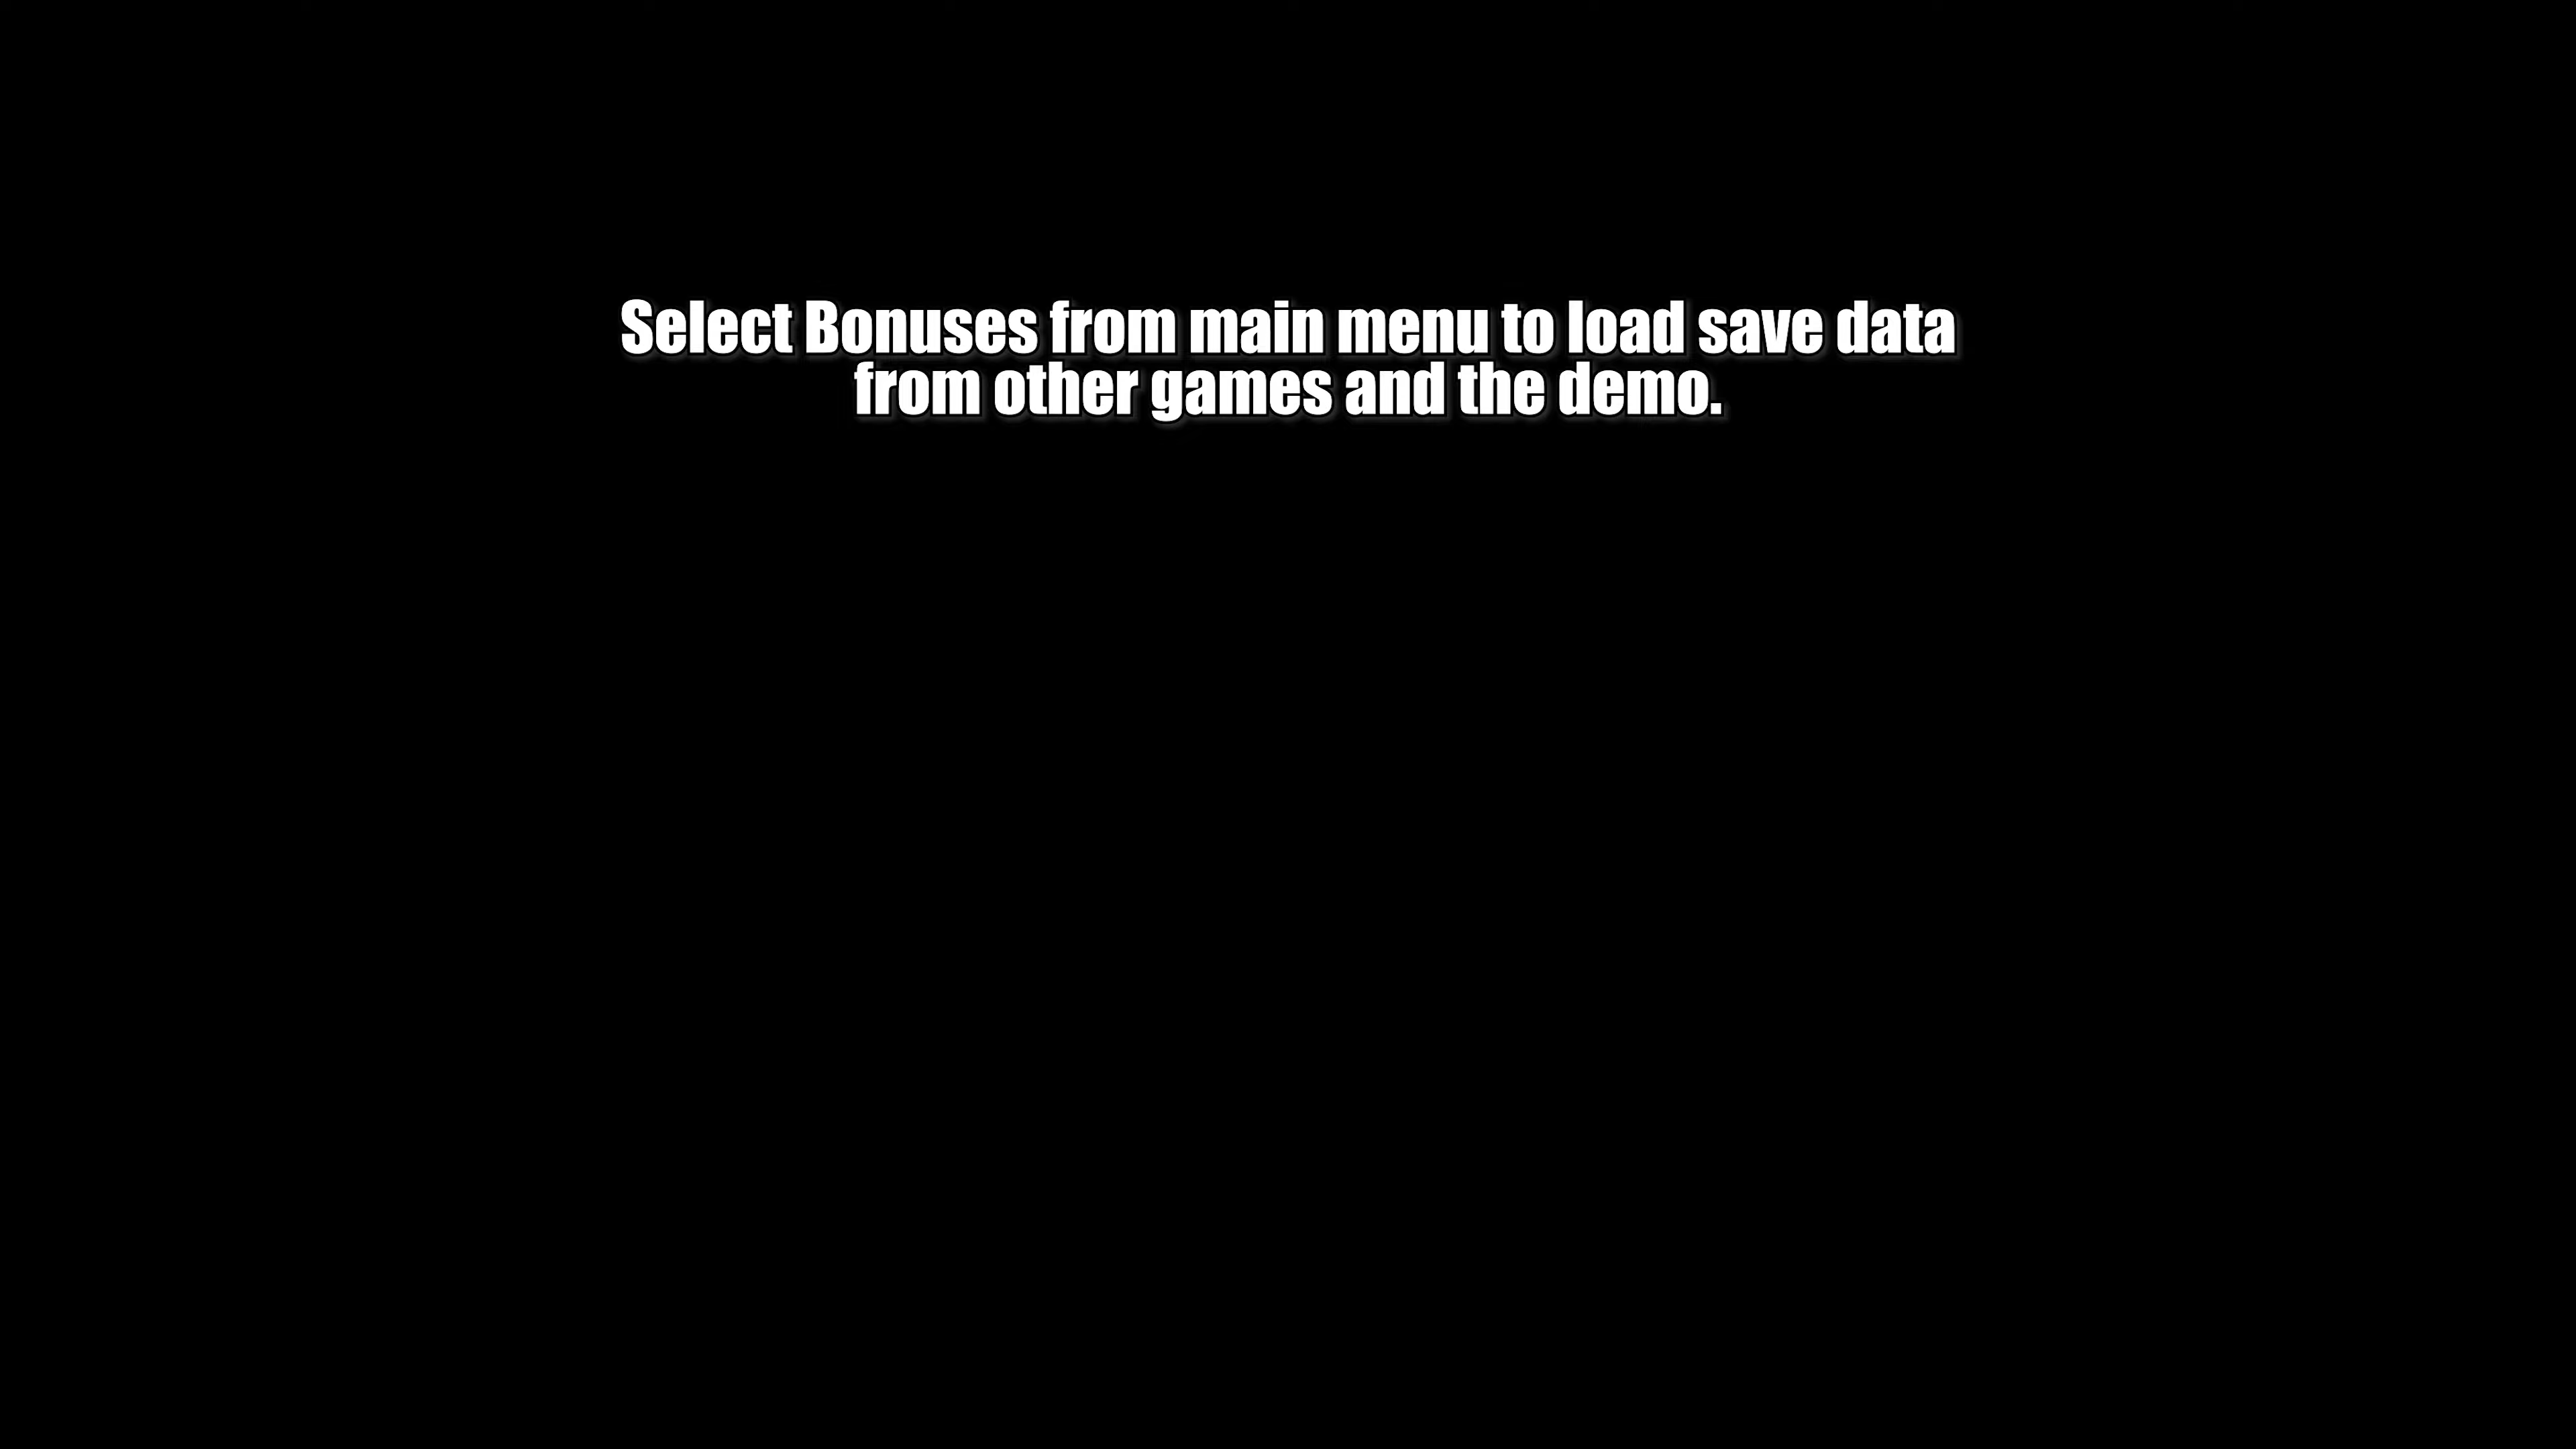 Select Bonuses from main menu to load save data
from other games and the demo.